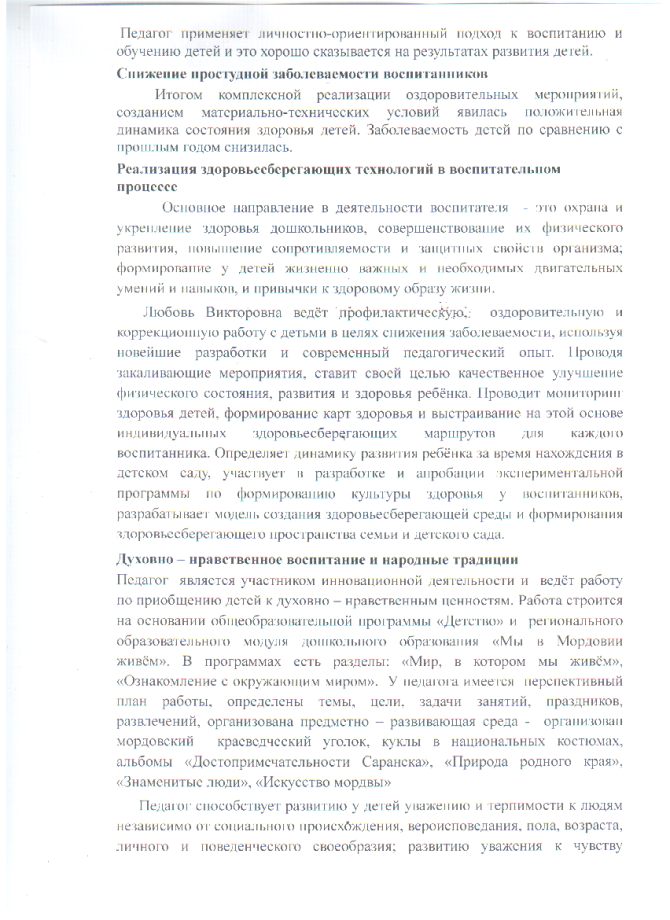 Педагог применяет личностно-ориентированный подход к воспитанию и
обучению детей и это хорошо сказывается на результатах развития детей.
Снижение простудной заболеваемости воспитанников
Итогом комплексной реализации оздоровительных мероприятий,
созданием материально-технических условий явилась положительная
динамика состояния здоровья детей. Заболеваемость детей по сравнению с
прошлым годом снизилась.
Реализация здоровьесберегающих технологий в воспитательном
процессе
Основное направление в деятельности воспитателя - это охрана и
укрепление здоровья дошкольников, совершенствование их физического
развития, повышение сопротивляемости и защитных свойств организма;
формирование у детей жизненно важных и необходимых двигательных
умений и навыков, и привычки к здоровому образу жизни.
Любовь Викторовна ведёт профилактическую, оздоровительную и
коррекционную работу с детьми в целях снижения заболеваемости, используя
новейшие разработки и современный педагогический опыт. Проводя
закаливающие мероприятия, ставит своей целью качественное улучшение
физического состояния, развития и здоровья ребёнка. Проводит мониторинг
здоровья детей, формирование карт здоровья и выстраивание на этой основе
индивидуальных здоровьесберегающих маршрутов для каждого
воспитанника. Определяет динамику развития ребёнка за время нахождения в
детском саду, участвует в разработке и апробации экспериментальной
программы по формированию культуры здоровья у воспитанников,
разрабатывает модель создания здоровьесберегающей среды и формирования
здоровьесберегающего пространства семьи и детского сада.
Духовно – нравственное воспитание и народные традиции
Педагог является участником инновационной деятельности и ведёт работу
по приобщению детей к духовно – нравственным ценностям. Работа строится
на основании общеобразовательной программы «Детство» и регионального
образовательного модуля дошкольного образования «Мы в Мордовии
живём». В программах есть разделы: «Мир, в котором мы живём»,
«Ознакомление с окружающим миром». У педагога имеется перспективный
план работы, определены темы, цели, задачи занятий, праздников,
развлечений, организована предметно – развивающая среда - организован
мордовский краеведческий уголок, куклы в национальных костюмах,
альбомы «Достопримечательности Саранска», «Природа родного края»,
«Знаменитые люди», «Искусство мордвы»
Педагог способствует развитию у детей уважению и терпимости к людям
независимо от социального происхождения, вероисповедания, пола, возраста,
личного и поведенческого своеобразия; развитию уважения к чувству